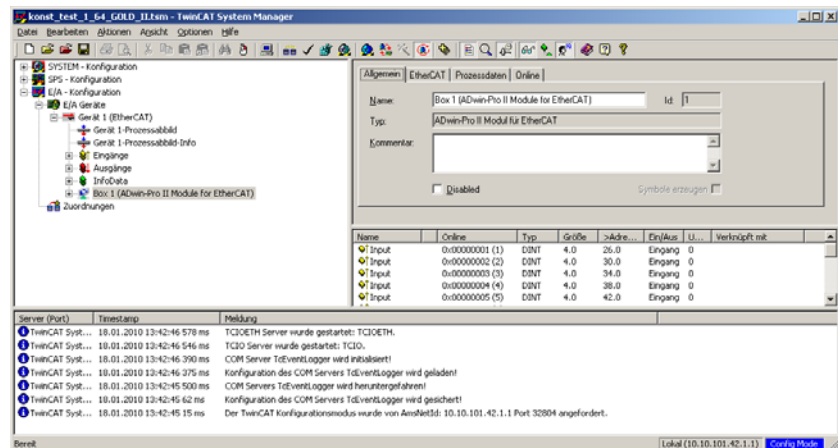 konst_test_1_64_GOLD_II.tsm - TwinCAT System Manager
Datei Bearbeiten Aktionen Ansicht Optionen Hilfe
SYSTEM - Konfiguration
SPS - Konfiguration
E/A - Konfiguration
E/A Geräte
Gerät 1 (EtherCAT)
Gerät 1-Prozessabbild
Gerät 1-Prozessabbild-Info
Eingänge
Ausgänge
InfoData
Box 1 (ADwin-Pro II Module for EtherCAT)
Zuordnungen
Allgemein EtherCAT Prozessdaten Online
Name: Box 1 (ADwin-Pro II Module for EtherCAT) Id: 1
Typ: ADwin-Pro II Modul für EtherCAT
Kommentar:
Disabled Symbole erzeugen
Name Online Typ Größe >Adre... Ein/Aus U... Verknüpft mit
Input 0x00000001 (1) DINT 4.0 26.0 Eingang 0
Input 0x00000002 (2) DINT 4.0 30.0 Eingang 0
Input 0x00000003 (3) DINT 4.0 34.0 Eingang 0
Input 0x00000004 (4) DINT 4.0 38.0 Eingang 0
Input 0x00000005 (5) DINT 4.0 42.0 Eingang 0
Server (Port) Timestamp Meldung
TwinCAT Syst... 18.01.2010 13:42:46 578 ms TCIOETH Server wurde gestartet: TCIOETH.
TwinCAT Syst... 18.01.2010 13:42:46 546 ms TCIO Server wurde gestartet: TCIO.
TwinCAT Syst... 18.01.2010 13:42:46 390 ms COM Server TcEventLogger wird initialisiert!
TwinCAT Syst... 18.01.2010 13:42:46 375 ms Konfiguration des COM Servers TcEventLogger wird geladen!
TwinCAT Syst... 18.01.2010 13:42:45 500 ms COM Servers TcEventLogger wird heruntergefahren!
TwinCAT Syst... 18.01.2010 13:42:45 62 ms Konfiguration des COM Servers TcEventLogger wird gesichert!
TwinCAT Syst... 18.01.2010 13:42:45 15 ms Der TwinCAT Konfigurationsmodus wurde von AmsNetId: 10.10.101.42.1.1 Port 32804 angefordert.
Bereit Lokal (10.10.101.42.1.1) Config Mode